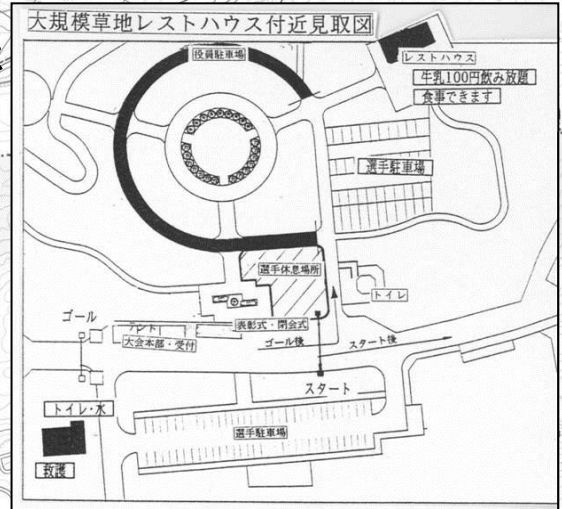 大規模草地レストハウス付近見取図
役員駐車場
レストハウス
牛乳100円飲み放題
食事できます
選手駐車場
選手休息場所
トイレ
ゴール
テント
大会本部・受付
表彰式・閉会式
ゴール後
スタート後
スタート
トイレ・水
選手駐車場
救護